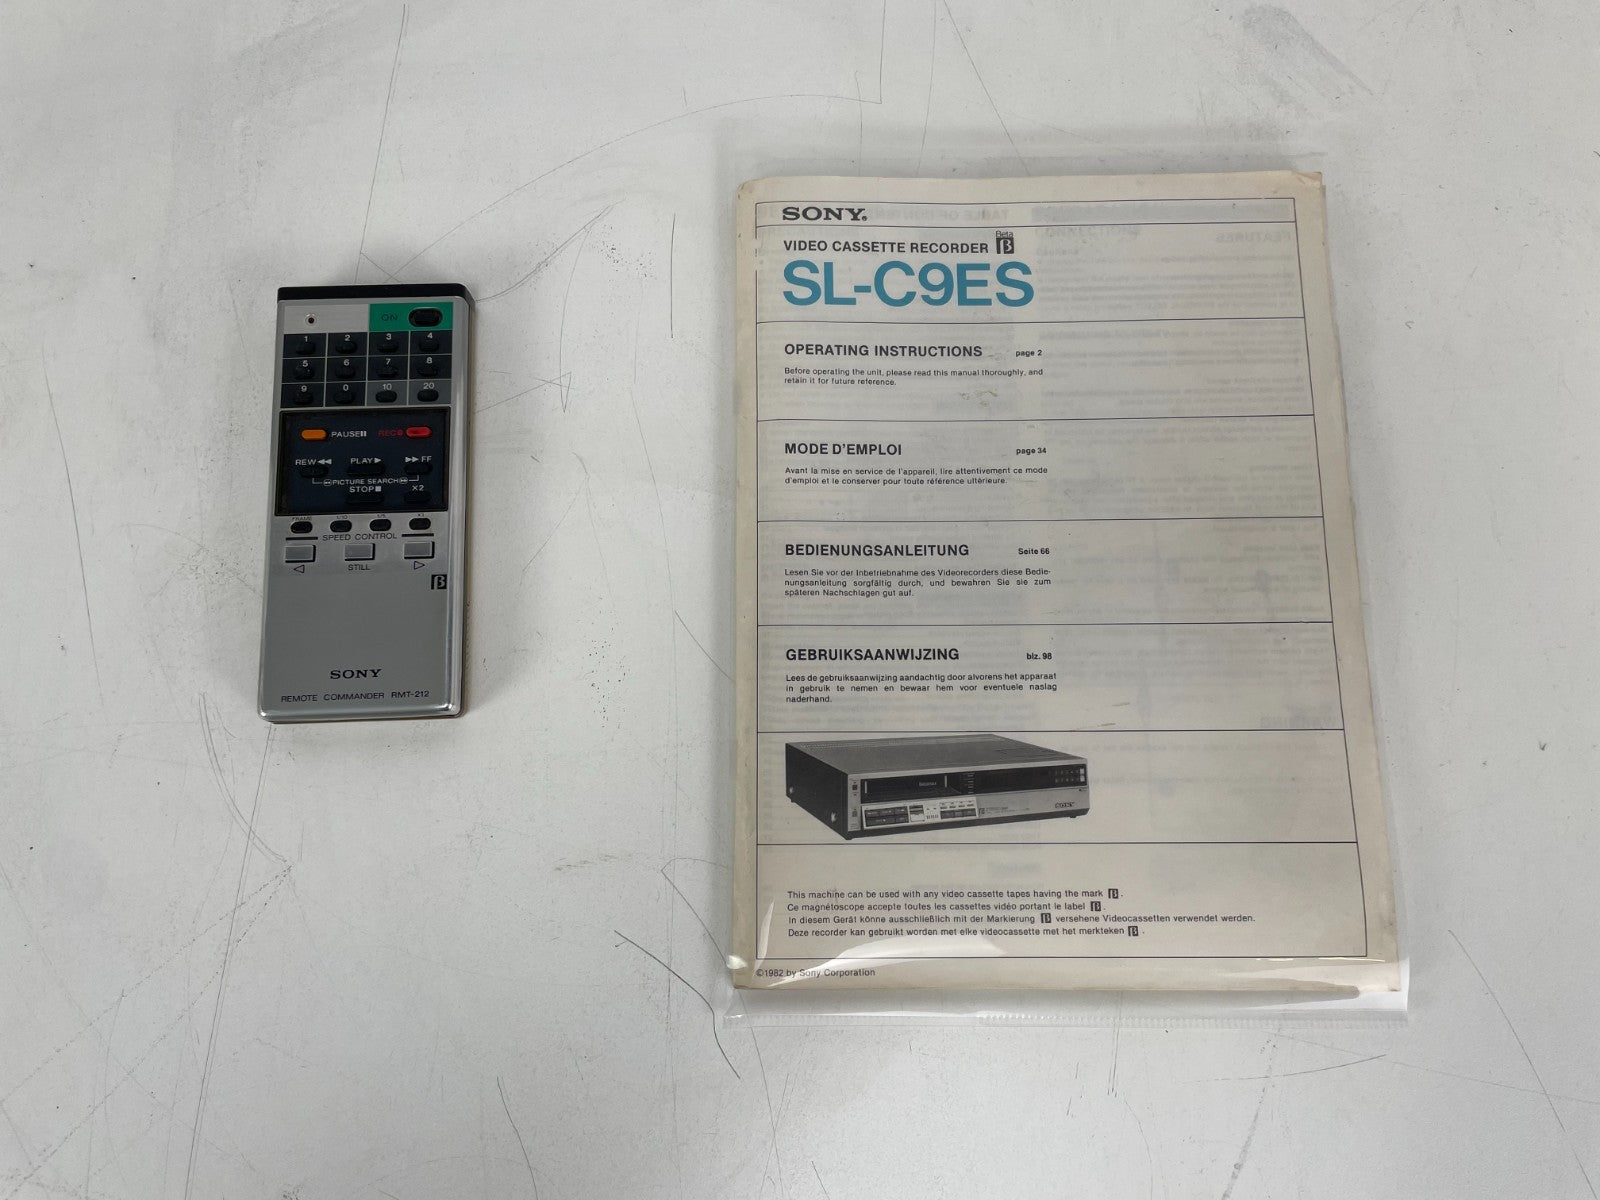 ON
1 2 3 4
5 6 7 8
9 0 10 20
PAUSE REC
REW PLAY FF
PICTURE SEARCH
STOP ×2
FRAME 1/10 1/5 ×1
SPEED CONTROL
STILL
β
SONY
REMOTE COMMANDER RMT-212
SONY®
VIDEO CASSETTE RECORDER Beta β
SL-C9ES
OPERATING INSTRUCTIONS page 2
Before operating the unit, please read this manual thoroughly, and
retain it for future reference.
MODE D'EMPLOI page 34
Avant la mise en service de l'appareil, lire attentivement ce mode
d'emploi et le conserver pour toute référence ultérieure.
BEDIENUNGSANLEITUNG Seite 66
Lesen Sie vor der Inbetriebnahme des Videorecorders diese Bedie-
nungsanleitung sorgfältig durch, und bewahren Sie sie zum
späteren Nachschlagen gut auf.
GEBRUIKSAANWIJZING blz. 98
Lees de gebruiksaanwijzing aandachtig door alvorens het apparaat
in gebruik te nemen en bewaar hem voor eventuele naslag
naderhand.
SONY
This machine can be used with any video cassette tapes having the mark β.
Ce magnétoscope accepte toutes les cassettes vidéo portant le label β.
In diesem Gerät könne ausschließlich mit der Markierung β versehene Videocassetten verwendet werden.
Deze recorder kan gebruikt worden met elke videocassette met het merkteken β.
©1982 by Sony Corporation